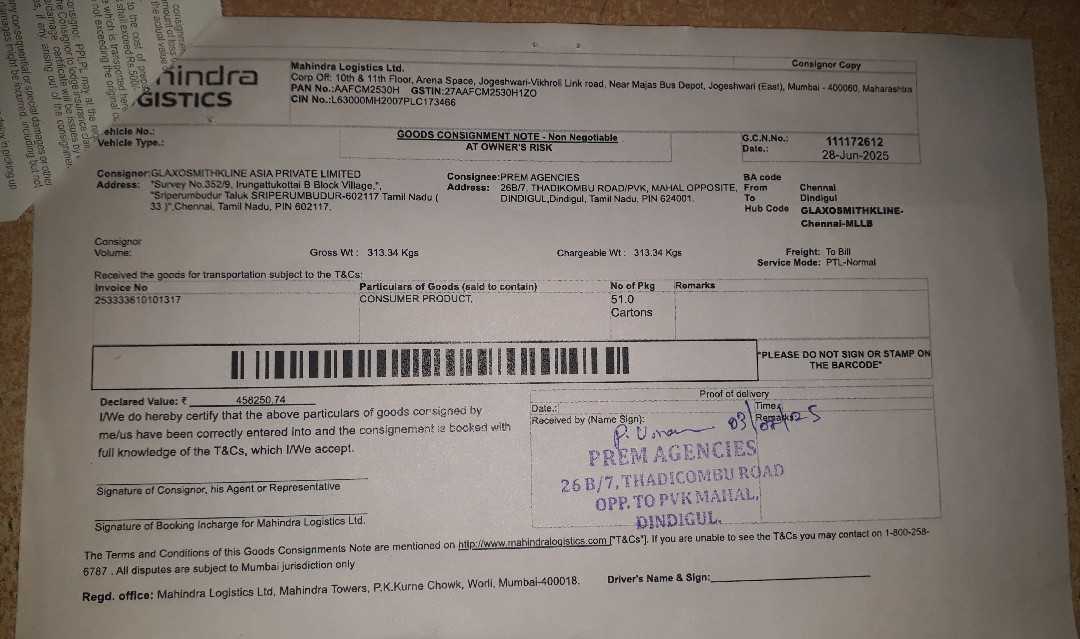 hindra
GISTICS
Mahindra Logistics Ltd.
Consignor Copy
Corp Off: 10th & 11th Floor, Arena Space, Jogeshwari-Vikhroli Link road, Near Majas Bus Depot, Jogeshwari (East), Mumbai - 400060, Maharashtra
PAN No.:AAFCM2530H GSTIN:27AAFCM2530H1ZO
CIN No.:L63000MH2007PLC173466
ehicle No.:
Vehicle Type.:
GOODS CONSIGNMENT NOTE - Non Negotiable
AT OWNER'S RISK
G.C.N.No.: 111172612
Date.: 28-Jun-2025
Consignor:GLAXOSMITHKLINE ASIA PRIVATE LIMITED
Address: "Survey No.352/9, Irungattukottai B Block Village,",
"Sriperumbudur Taluk SRIPERUMBUDUR-602117 Tamil Nadu (
33 )",Chennai, Tamil Nadu, PIN 602117.
Consignee:PREM AGENCIES
Address: 26B/7, THADIKOMBU ROAD/PVK, MAHAL OPPOSITE,
DINDIGUL,Dindigul, Tamil Nadu, PIN 624001.
BA code
From Chennai
To Dindigul
Hub Code GLAXOSMITHKLINE-
Chennai-MLLB
Consignor
Volume:
Gross Wt : 313.34 Kgs
Chargeable Wt : 313.34 Kgs
Freight: To Bill
Service Mode: PTL-Normal
Received the goods for transportation subject to the T&Cs:
Invoice No Particulars of Goods (said to contain) No of Pkg Remarks
253333610101317 CONSUMER PRODUCT, 51.0
Cartons
*PLEASE DO NOT SIGN OR STAMP ON
THE BARCODE*
Declared Value: ₹ 458250.74
I/We do hereby certify that the above particulars of goods consigned by
me/us have been correctly entered into and the consignement is booked with
full knowledge of the T&Cs, which I/We accept.
Signature of Consignor, his Agent or Representative
Signature of Booking Incharge for Mahindra Logistics Ltd.
Proof of delivery
Date.: Time:
Received by (Name Sign): Remarks:
03/07/25
PREM AGENCIES
26 B/7, THADICOMBU ROAD
OPP. TO PVK MAHAL,
DINDIGUL.
The Terms and Conditions of this Goods Consignments Note are mentioned on http://www.mahindralogistics.com ["T&Cs"]. If you are unable to see the T&Cs you may contact on 1-800-258-
6787 . All disputes are subject to Mumbai jurisdiction only
Regd. office: Mahindra Logistics Ltd, Mahindra Towers, P.K.Kurne Chowk, Worli, Mumbai-400018.
Driver's Name & Sign: